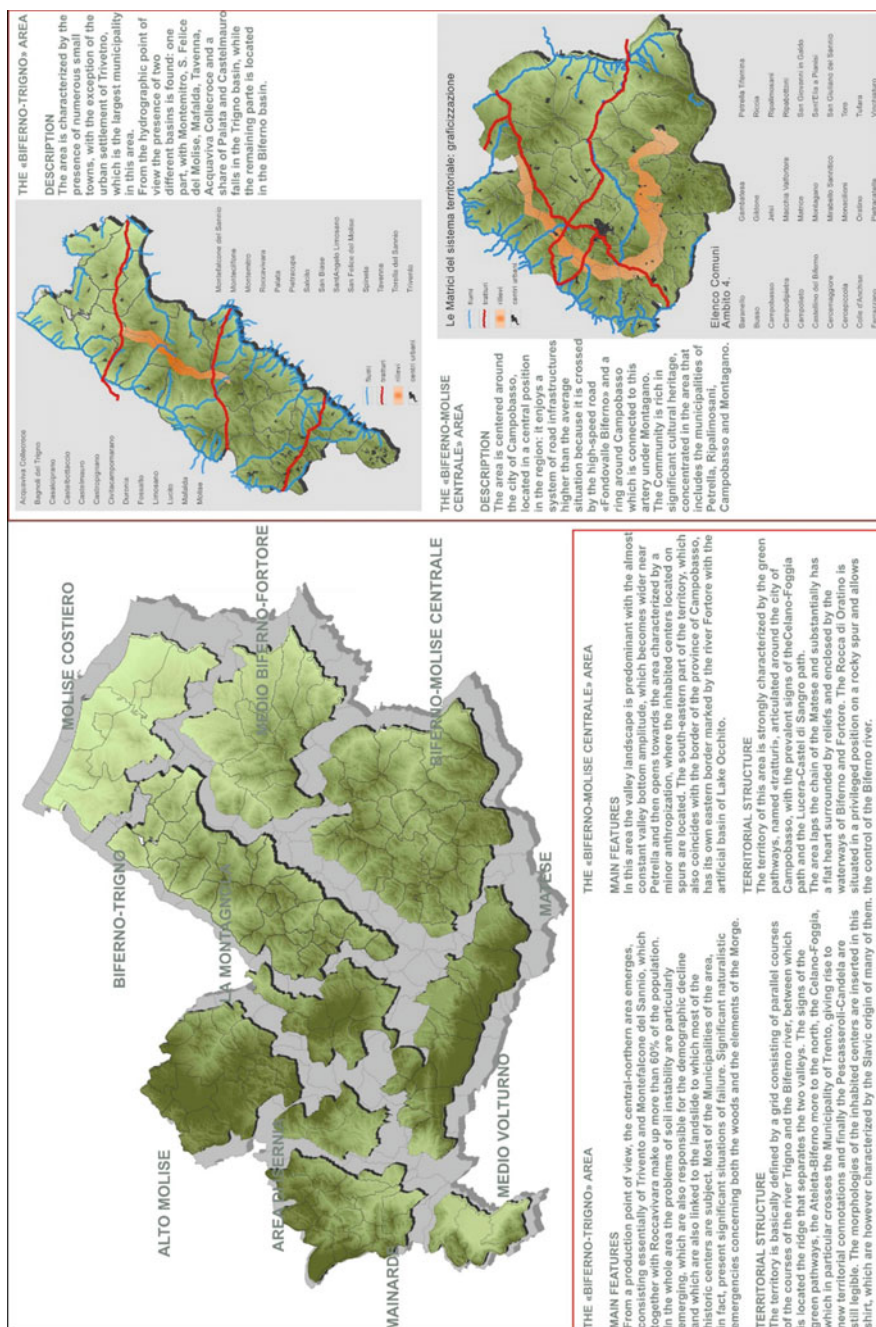 ALTO MOLISE
BIFERNO-TRIGNO
MOLISE COSTIERO
AREA D'ISERNIA
LA MONTAGNOLA
MEDIO BIFERNO-FORTORE
MAINARDE
MEDIO VOLTURNO
MATESE
BIFERNO-MOLISE CENTRALE
THE «BIFERNO-TRIGNO» AREA
MAIN FEATURES
From a production point of view, the central-northern area emerges,
consisting essentially of Trivento and Montefalcone del Sannio, which
together with Roccavivara make up more than 60% of the population.
In the whole area the problems of soil instability are particularly
emerging, which are also responsible for the demographic decline
and which are also linked to the landslide to which most of the
historic centers are subject. Most of the Municipalities of the area,
in fact, present significant situations of failure. Significant naturalistic
emergencies concerning both the woods and the elements of the Morge.
TERRITORIAL STRUCTURE
The territory is basically defined by a grid consisting of parallel courses
of the courses of the river Trigno and the Biferno river, between which
is located the ridge that separates the two valleys. The signs of the
green pathways, the Ateleta-Biferno more to the north, the Celano-Foggia,
which in particular crosses the Municipality of Trento, giving rise to
new territorial connotations and finally the Pescasseroli-Candela are
still legible. The morphologies of the inhabited centers are inserted in this
shirt, which are however characterized by the Slavic origin of many of them.
THE «BIFERNO-MOLISE CENTRALE» AREA
MAIN FEATURES
In this area the valley landscape is predominant with the almost
constant valley bottom amplitude, which becomes wider near
Petrella and then opens towards the area characterized by a
minor anthropization, where the inhabited centers located on
spurs are located. The south-eastern part of the territory, which
also coincides with the border of the province of Campobasso,
has its own eastern border marked by the river Fortore with the
artificial basin of Lake Occhito.
TERRITORIAL STRUCTURE
The territory of this area is strongly characterized by the green
pathways, named «tratturi», articulated around the city of
Campobasso, with the prevalent signs of theCelano-Foggia
path and the Lucera-Castel di Sangro path.
The area laps the chain of the Matese and substantially has
a flat heart surrounded by reliefs and enclosed by the
waterways of Biferno and Fortore. The Rocca di Oratino is
situated in a privileged position on a rocky spur and allows
the control of the Biferno river.
Acquaviva Collecroce
Bagnoli del Trigno
Casalciprano
Castelbottaccio
Castelmauro
Castropignano
Civitacampomarano
Duronia
Fossalto
Limosano
Lucito
Mafalda
Molise
Montefalcone del Sannio
Montecilfone
Montemitro
Roccavivara
Palata
Pietracupa
Salcito
San Biase
SantAngelo Limosano
San Felice del Molise
Spinete
Tavenna
Torella del Sannio
Trivento
fiumi
tratturi
rilievi
centri urbani
THE «BIFERNO-TRIGNO» AREA
DESCRIPTION
The area is characterized by the
presence of numerous small
towns, with the exception of the
urban settlement of Trivetno,
which is the largest municipality
in this area.
From the hydrographic point of
view the presence of two
different basins is found: one
part, with Montemitro, S. Felice
del Molise, Mafalda, Tavenna,
Acquaviva Collecroce and a
share of Palata and Castelmauro
falls in the Trigno basin, while
the remaining parte is located
in the Biferno basin.
THE «BIFERNO-MOLISE
CENTRALE» AREA
DESCRIPTION
The area is centered around
the city of Campobasso,
located in a central position
in the region: it enjoys a
system of road infrastructures
higher than the average
situation because it is crossed
by the high-speed road
«Fondovalle Biferno» and a
ring around Campobasso
which is connected to this
artery under Montagano.
The Community is rich in
significant cultural heritage,
concentrated in the area that
includes the municipalities of
Petrella, Ripalimosani,
Campobasso and Montagano.
Le Matrici del sistema territoriale: graficizzazione
fiumi
tratturi
rilievi
centri urbani
Elenco Comuni
Ambito 4.
Baranello
Busso
Campobasso
Campodipietra
Campolieto
Castellino del Biferno
Cercemaggiore
Cercepiccola
Colle d'Anchise
Ferrazzano
Gambatesa
Gildone
Jelsi
Macchia Valfortore
Matrice
Montagano
Mirabello Sannitico
Monacilioni
Oratino
Pietracatella
Petrella Tifernina
Riccia
Ripalimosani
Ripabottoni
San Giovanni in Galdo
Sant'Elia a Pianisi
San Giuliano del Sannio
Toro
Tufara
Vinchiaturo